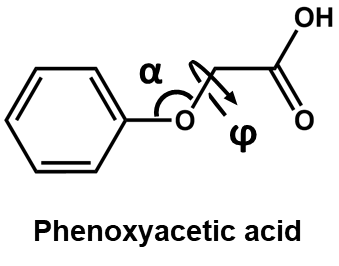 OH
α
O
φ
O
Phenoxyacetic acid